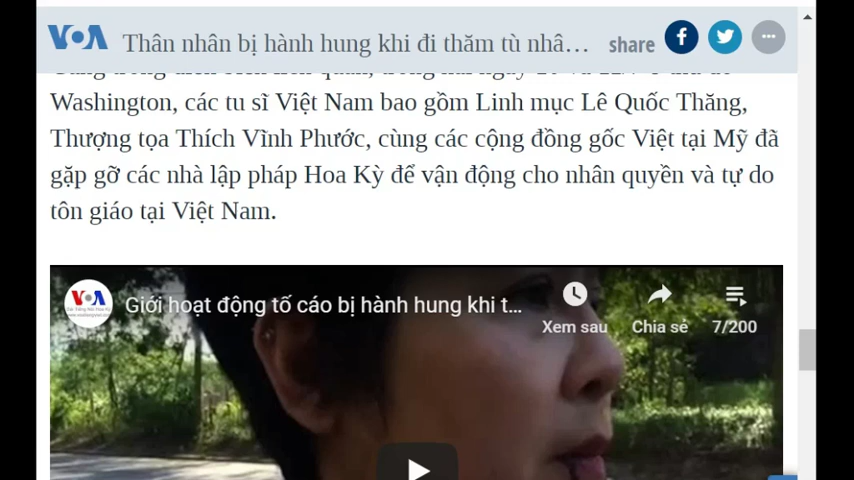 VOA
Thân nhân bị hành hung khi đi thăm tù nhâ...
share
Washington, các tu sĩ Việt Nam bao gồm Linh mục Lê Quốc Thăng,
Thượng tọa Thích Vĩnh Phước, cùng các cộng đồng gốc Việt tại Mỹ đã
gặp gỡ các nhà lập pháp Hoa Kỳ để vận động cho nhân quyền và tự do
tôn giáo tại Việt Nam.
VOA
Giới hoạt động tố cáo bị hành hung khi t...
Xem sau
Chia sẻ
7/200